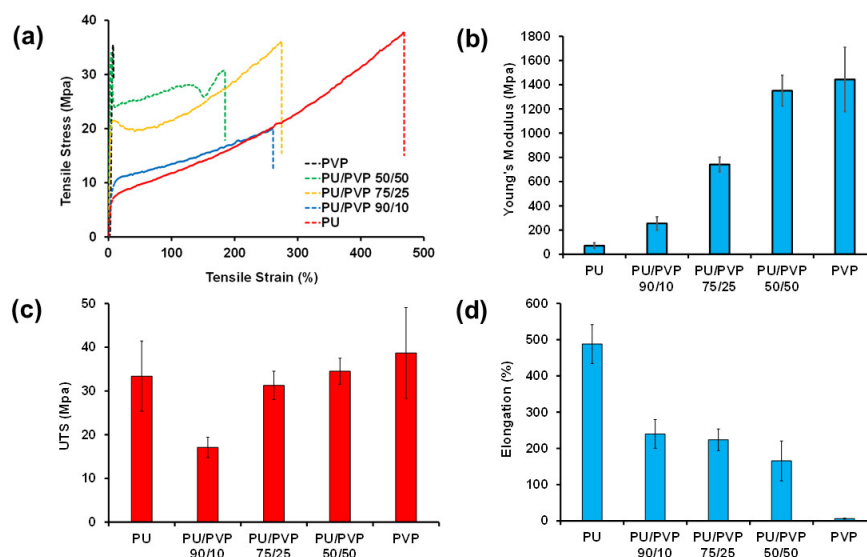 (a)
Tensile Stress (Mpa)
40
30
20
10
0
0
100
200
300
400
500
Tensile Strain (%)
PVP
PU/PVP 50/50
PU/PVP 75/25
PU/PVP 90/10
PU
(b)
Young's Modulus (Mpa)
1800
1600
1400
1200
1000
800
600
400
200
0
PU
PU/PVP
90/10
PU/PVP
75/25
PU/PVP
50/50
PVP
(c)
UTS (Mpa)
50
40
30
20
10
0
PU
PU/PVP
90/10
PU/PVP
75/25
PU/PVP
50/50
PVP
(d)
Elongation (%)
600
500
400
300
200
100
0
PU
PU/PVP
90/10
PU/PVP
75/25
PU/PVP
50/50
PVP